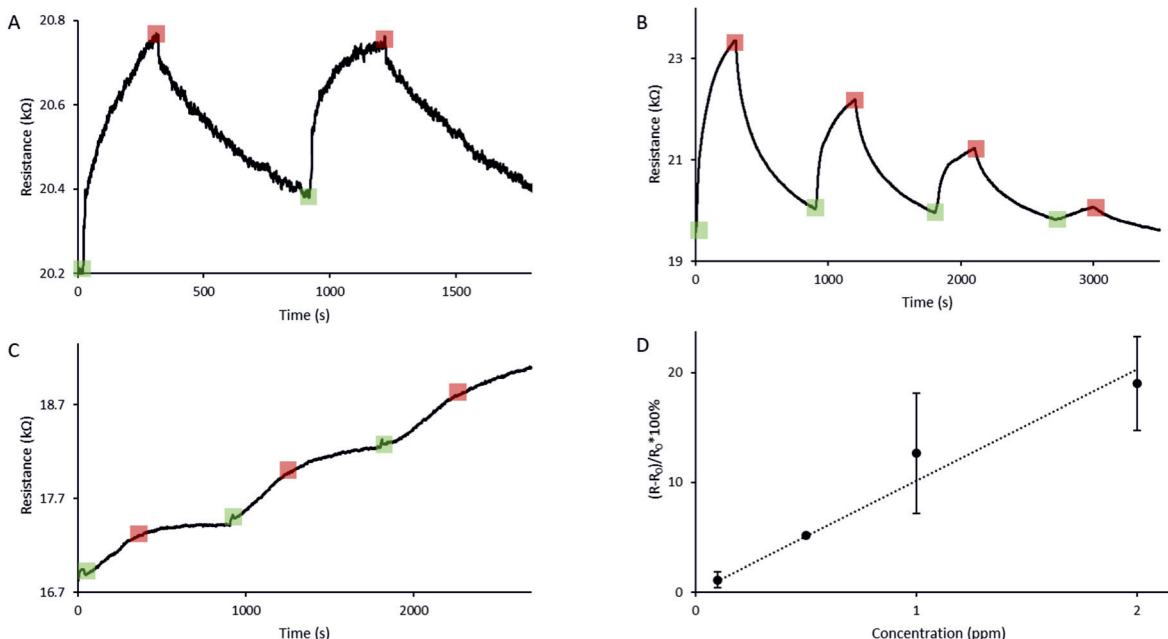 A
Resistance (kΩ)
20.8
20.6
20.4
20.2
0
500
1000
1500
Time (s)
B
Resistance (kΩ)
23
21
19
0
1000
2000
3000
Time (s)
C
Resistance (kΩ)
18.7
17.7
16.7
0
1000
2000
Time (s)
D
(R-R₀)/R₀*100%
20
10
0
0
1
2
Concentration (ppm)